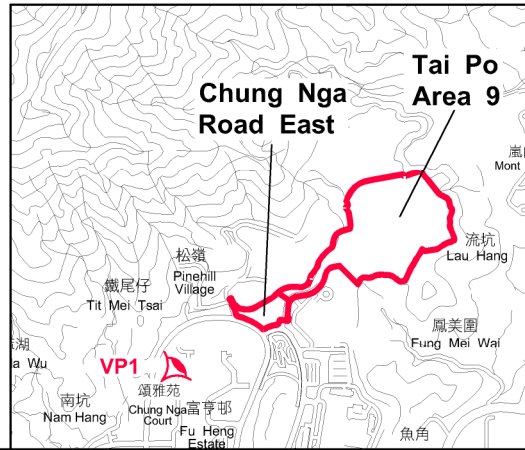 Tai Po
Area 9
Chung Nga
Road East
Mont
流坑
Lau Hang
松嶺
Pinehill
Village
鐵尾仔
Tit Mei Tsai
鳳美圍
Fung Mei Wai
湖
a Wu
VP1
頌雅苑
Chung Nga
Court
富亨邨
Fu Heng
Estate
南坑
Nam Hang
魚角